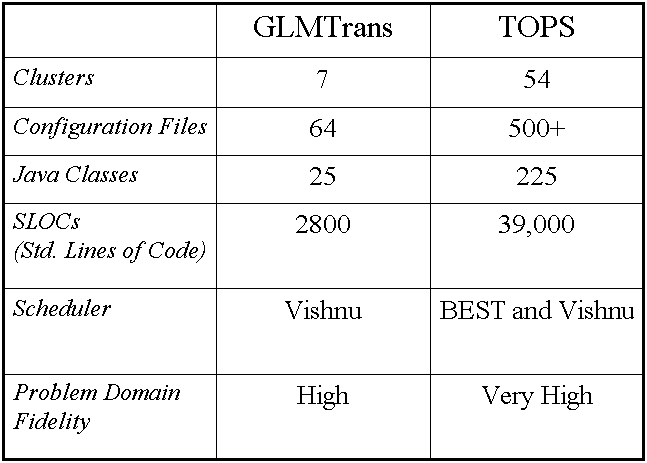 GLMTrans TOPS
Clusters 7 54
Configuration Files 64 500+
Java Classes 25 225
SLOCs 2800 39,000
(Std. Lines of Code)
Scheduler Vishnu BEST and Vishnu
Problem Domain High Very High
Fidelity